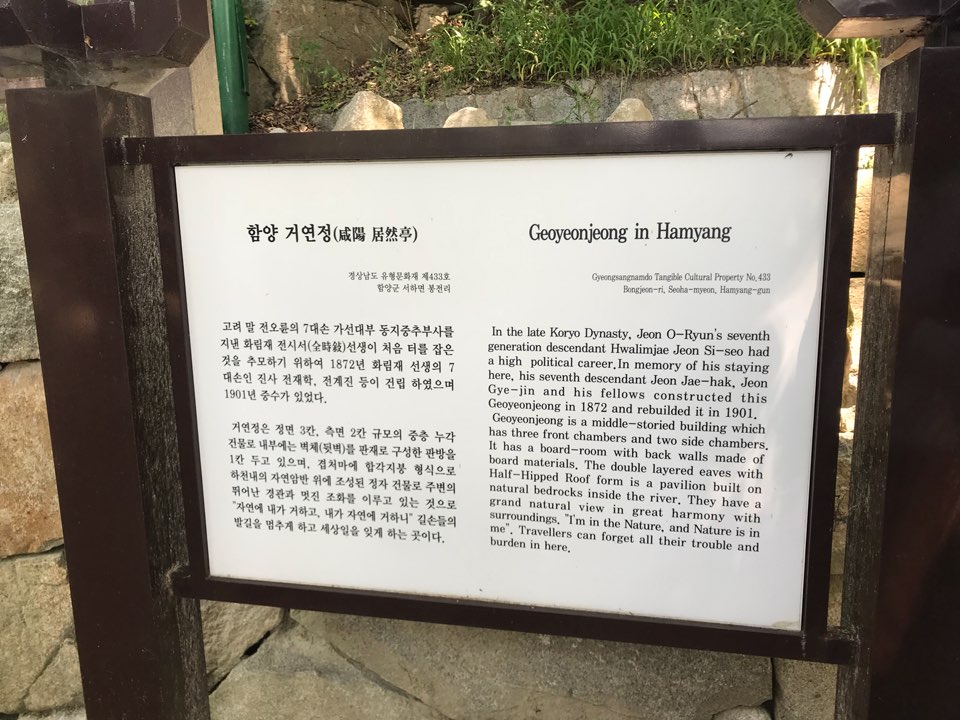 함양 거연정(咸陽 居然亭)
경상남도 유형문화재 제433호
함양군 서하면 봉전리
고려 말 전오륜의 7대손 가선대부 동지중추부사를
지낸 화림재 전시서(全時敍)선생이 처음 터를 잡은
것을 추모하기 위하여 1872년 화림재 선생의 7
대손인 진사 전재학, 전계진 등이 건립 하였으며
1901년 중수가 있었다.
거연정은 정면 3칸, 측면 2칸 규모의 중층 누각
건물로 내부에는 벽체(뒷벽)를 판재로 구성한 판방을
1칸 두고 있으며, 겹처마에 합각지붕 형식으로
하천내의 자연암반 위에 조성된 정자 건물로 주변의
뛰어난 경관과 멋진 조화를 이루고 있는 것으로
"자연에 내가 거하고, 내가 자연에 거하니" 길손들의
발길을 멈추게 하고 세상일을 잊게 하는 곳이다.
Geoyeonjeong in Hamyang
Gyeongsangnamdo Tangible Cultural Property No.433
Bongjeon-ri, Seoha-myeon, Hamyang-gun
In the late Koryo Dynasty, Jeon O-Ryun's seventh
generation descendant Hwalimjae Jeon Si-seo had
a high political career.In memory of his staying
here, his seventh descendant Jeon Jae-hak, Jeon
Gye-jin and his fellows constructed this
Geoyeonjeong in 1872 and rebuilded it in 1901.
Geoyeonjeong is a middle-storied building which
has three front chambers and two side chambers.
It has a board-room with back walls made of
board materials. The double layered eaves with
Half-Hipped Roof form is a pavilion built on
natural bedrocks inside the river. They have a
grand natural view in great harmony with
surroundings. "I'm in the Nature, and Nature is in
me". Travellers can forget all their trouble and
burden in here.